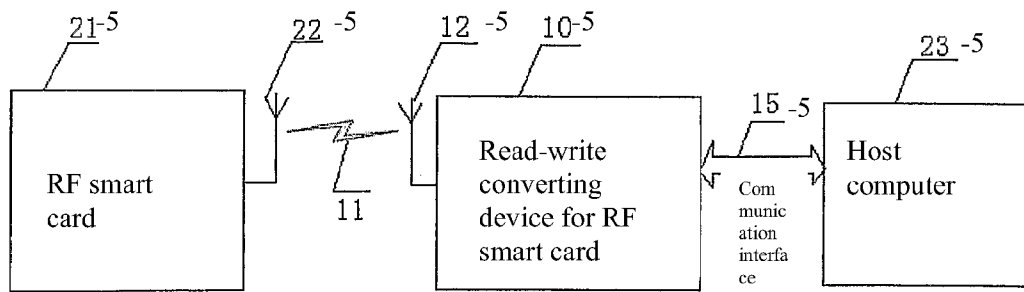 21-5
22-5
12-5
10-5
15-5
23-5
RF smart
card
11
Read-write
converting
device for RF
smart card
Com
munic
ation
interfa
ce
Host
computer